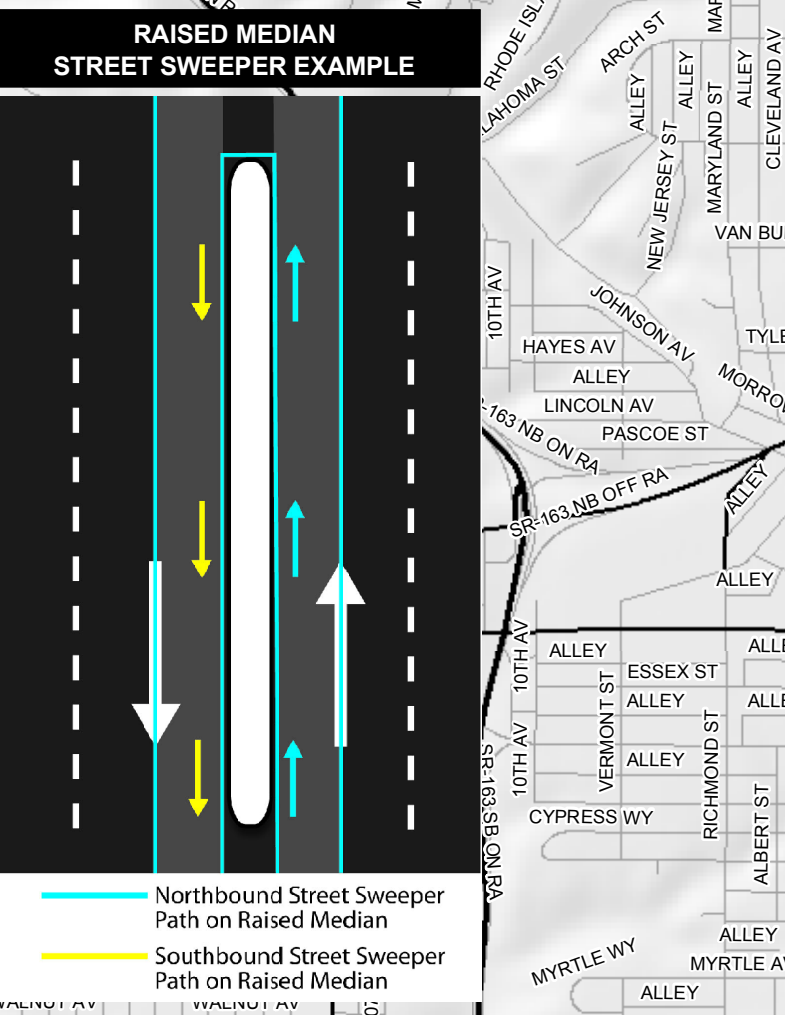 RAISED MEDIAN
STREET SWEEPER EXAMPLE
Northbound Street Sweeper
Path on Raised Median
Southbound Street Sweeper
Path on Raised Median
ARCH ST
ALLEY
ALLEY
ALLEY
MARYLAND ST
CLEVELAND AV
NEW JERSEY ST
10TH AV
JOHNSON AV
HAYES AV
ALLEY
LINCOLN AV
PASCOE ST
-163 NB ON RA
SR-163 NB OFF RA
ALLEY
ALLEY
10TH AV
ALLEY
ESSEX ST
VERMONT ST
ALLEY
10TH AV
RICHMOND ST
ALLEY
SR-163 SB ON RA
CYPRESS WY
ALBERT ST
ALLEY
MYRTLE WY
MYRTLE AV
ALLEY
WALNUT AV
WALNUT AV